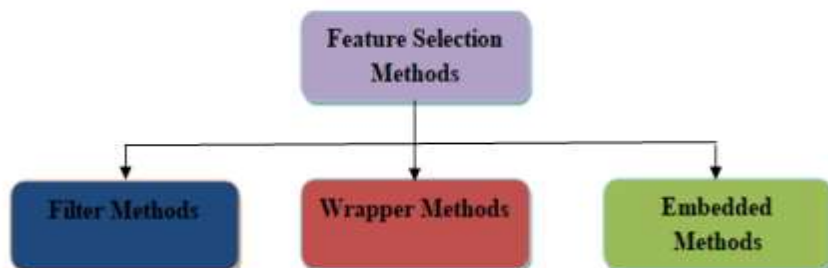 Feature Selection
Methods
Filter Methods
Wrapper Methods
Embedded
Methods